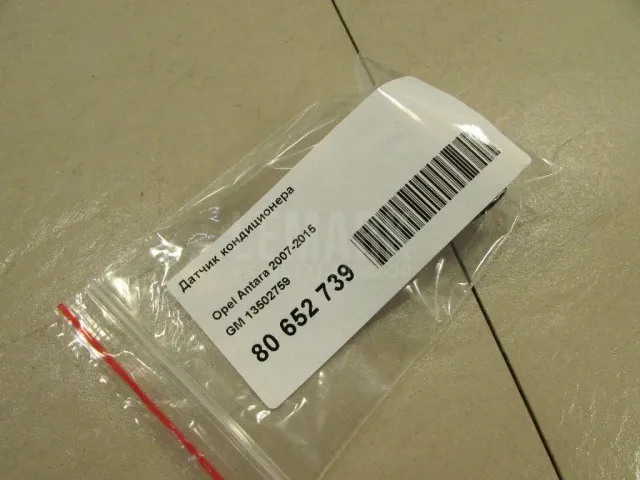 Датчик кондиционера
Opel Antara 2007-2015
GM 13502759
80 652 739